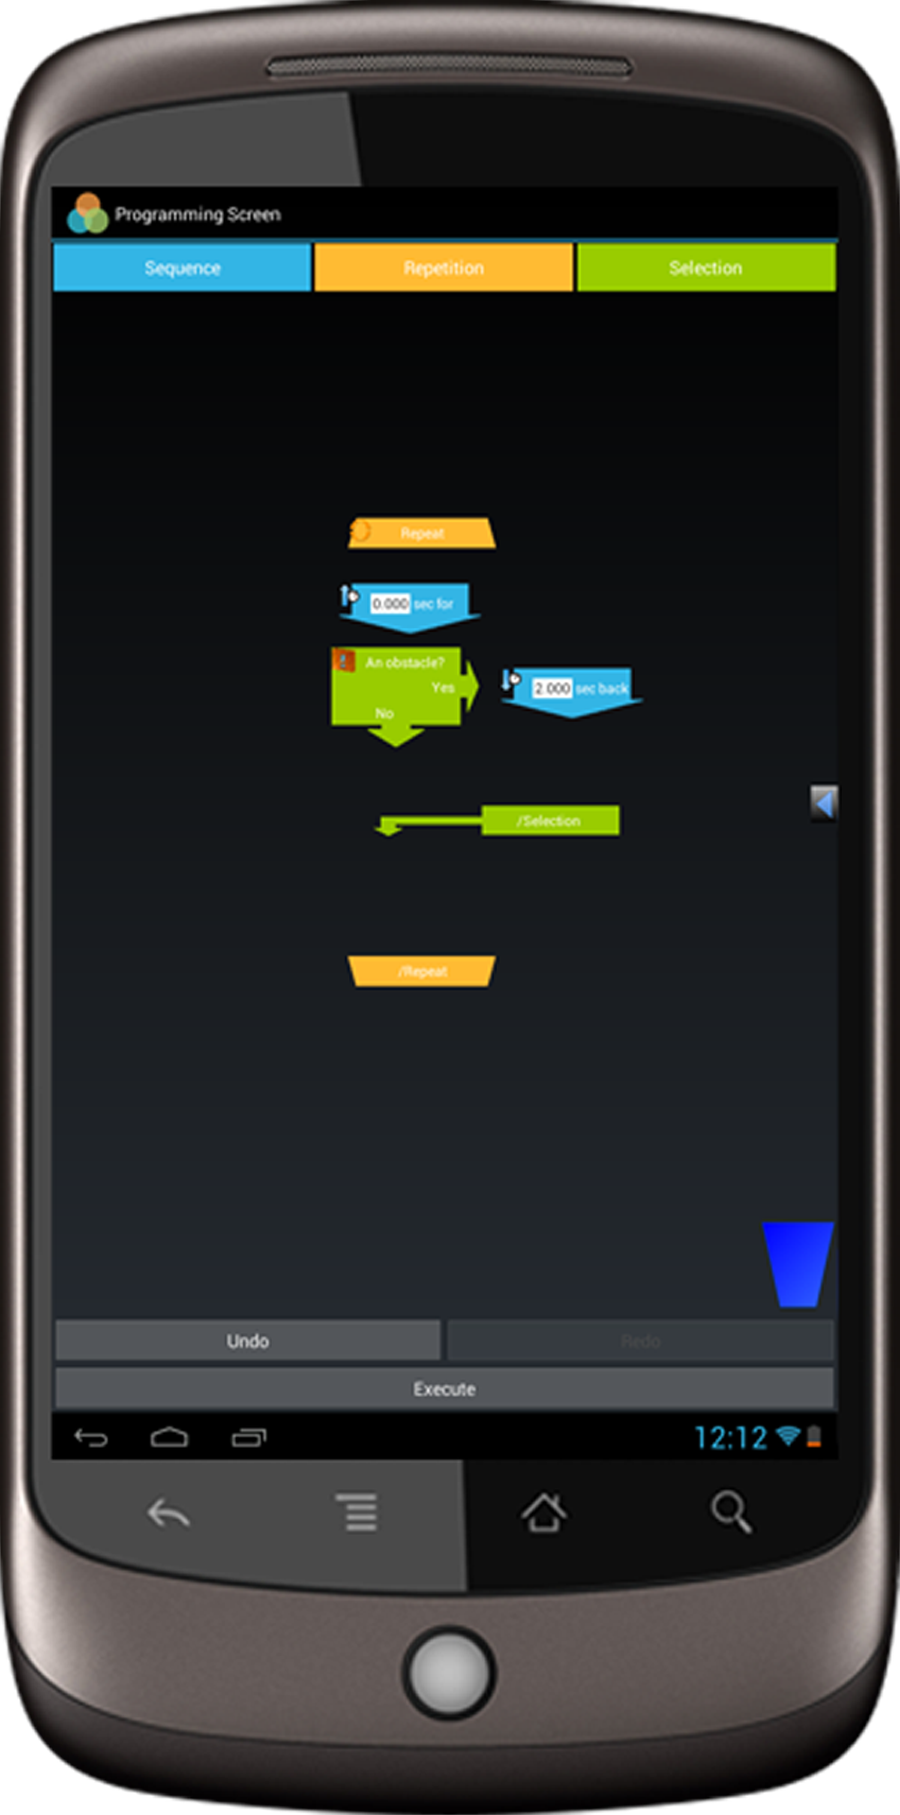 Programming Screen
Sequence Repetition Selection
Repeat
0.000 sec for
An obstacle?
Yes
2.000 sec back
No
/Selection
/Repeat
Undo Redo
Execute
12:12